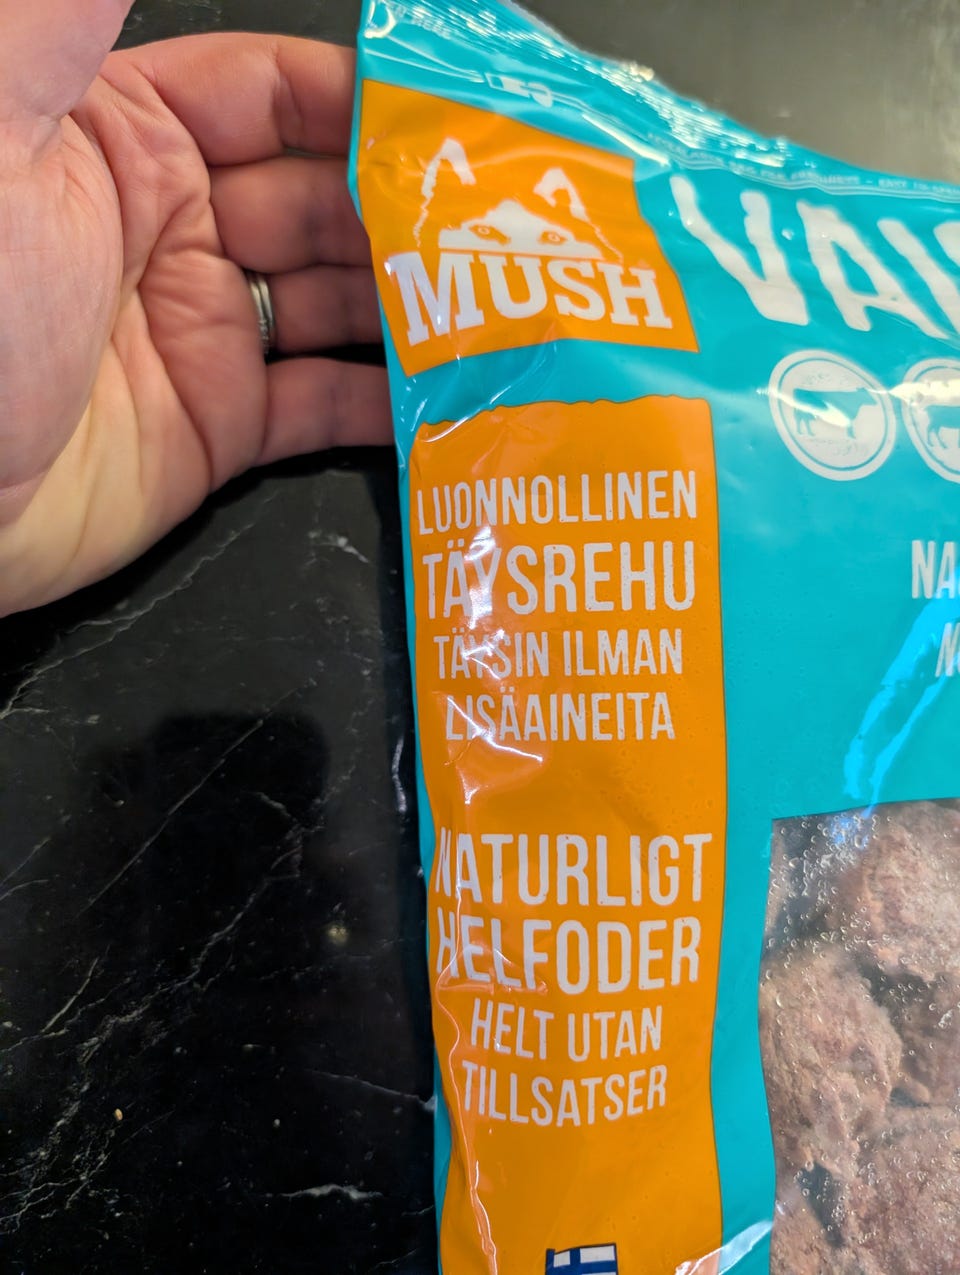 MUSH
LUONNOLLINEN
TÄYSREHU
TÄYSIN ILMAN
LISÄAINEITA
NATURLIGT
HELFODER
HELT UTAN
TILLSATSER